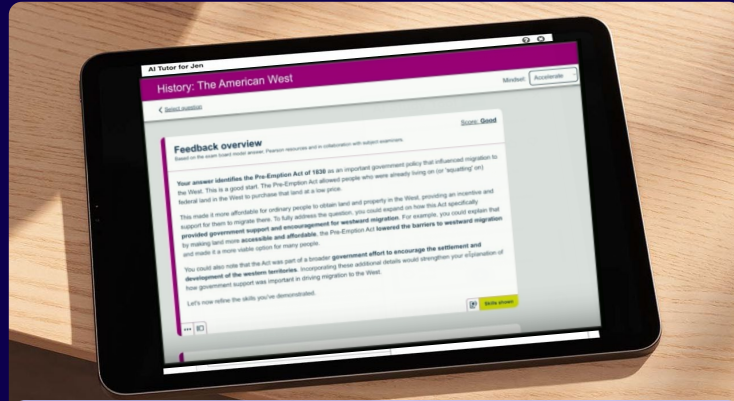 AI Tutor for Jen
History: The American West
Mindset: Accelerate
Select question
Feedback overview
Score: Good
Based on the exam board model answer, Pearson resources and in collaboration with subject examiners.
Your answer identifies the Pre-Emption Act of 1838 as an important government policy that influenced migration to
the West. This is a good start. The Pre-Emption Act allowed people who were already living on (or 'squatting' on)
federal land in the West to purchase that land at a low price.
This made it more affordable for ordinary people to obtain land and property in the West, providing an incentive and
support for them to migrate there. To fully address the question, you could expand on how this Act specifically
provided government support and encouragement for westward migration. For example, you could explain that
by making land more accessible and affordable, the Pre-Emption Act lowered the barriers to westward migration
and made it a more viable option for many people.
You could also note that the Act was part of a broader government effort to encourage the settlement and
development of the western territories. Incorporating these additional details would strengthen your explanation of
how government support was important in driving migration to the West.
Let's now refine the skills you've demonstrated.
Skills shown